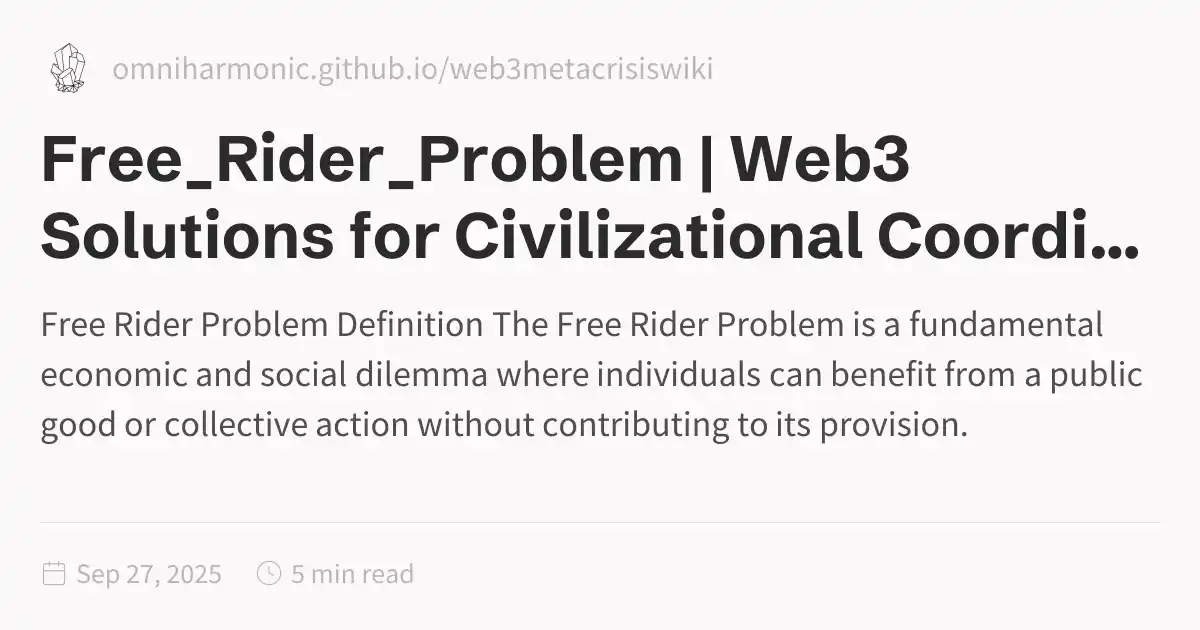 omniharmonic.github.io/web3metacrisiswiki
Free_Rider_Problem | Web3
Solutions for Civilizational Coordi...
Free Rider Problem Definition The Free Rider Problem is a fundamental
economic and social dilemma where individuals can benefit from a public
good or collective action without contributing to its provision.
Sep 27, 2025 5 min read